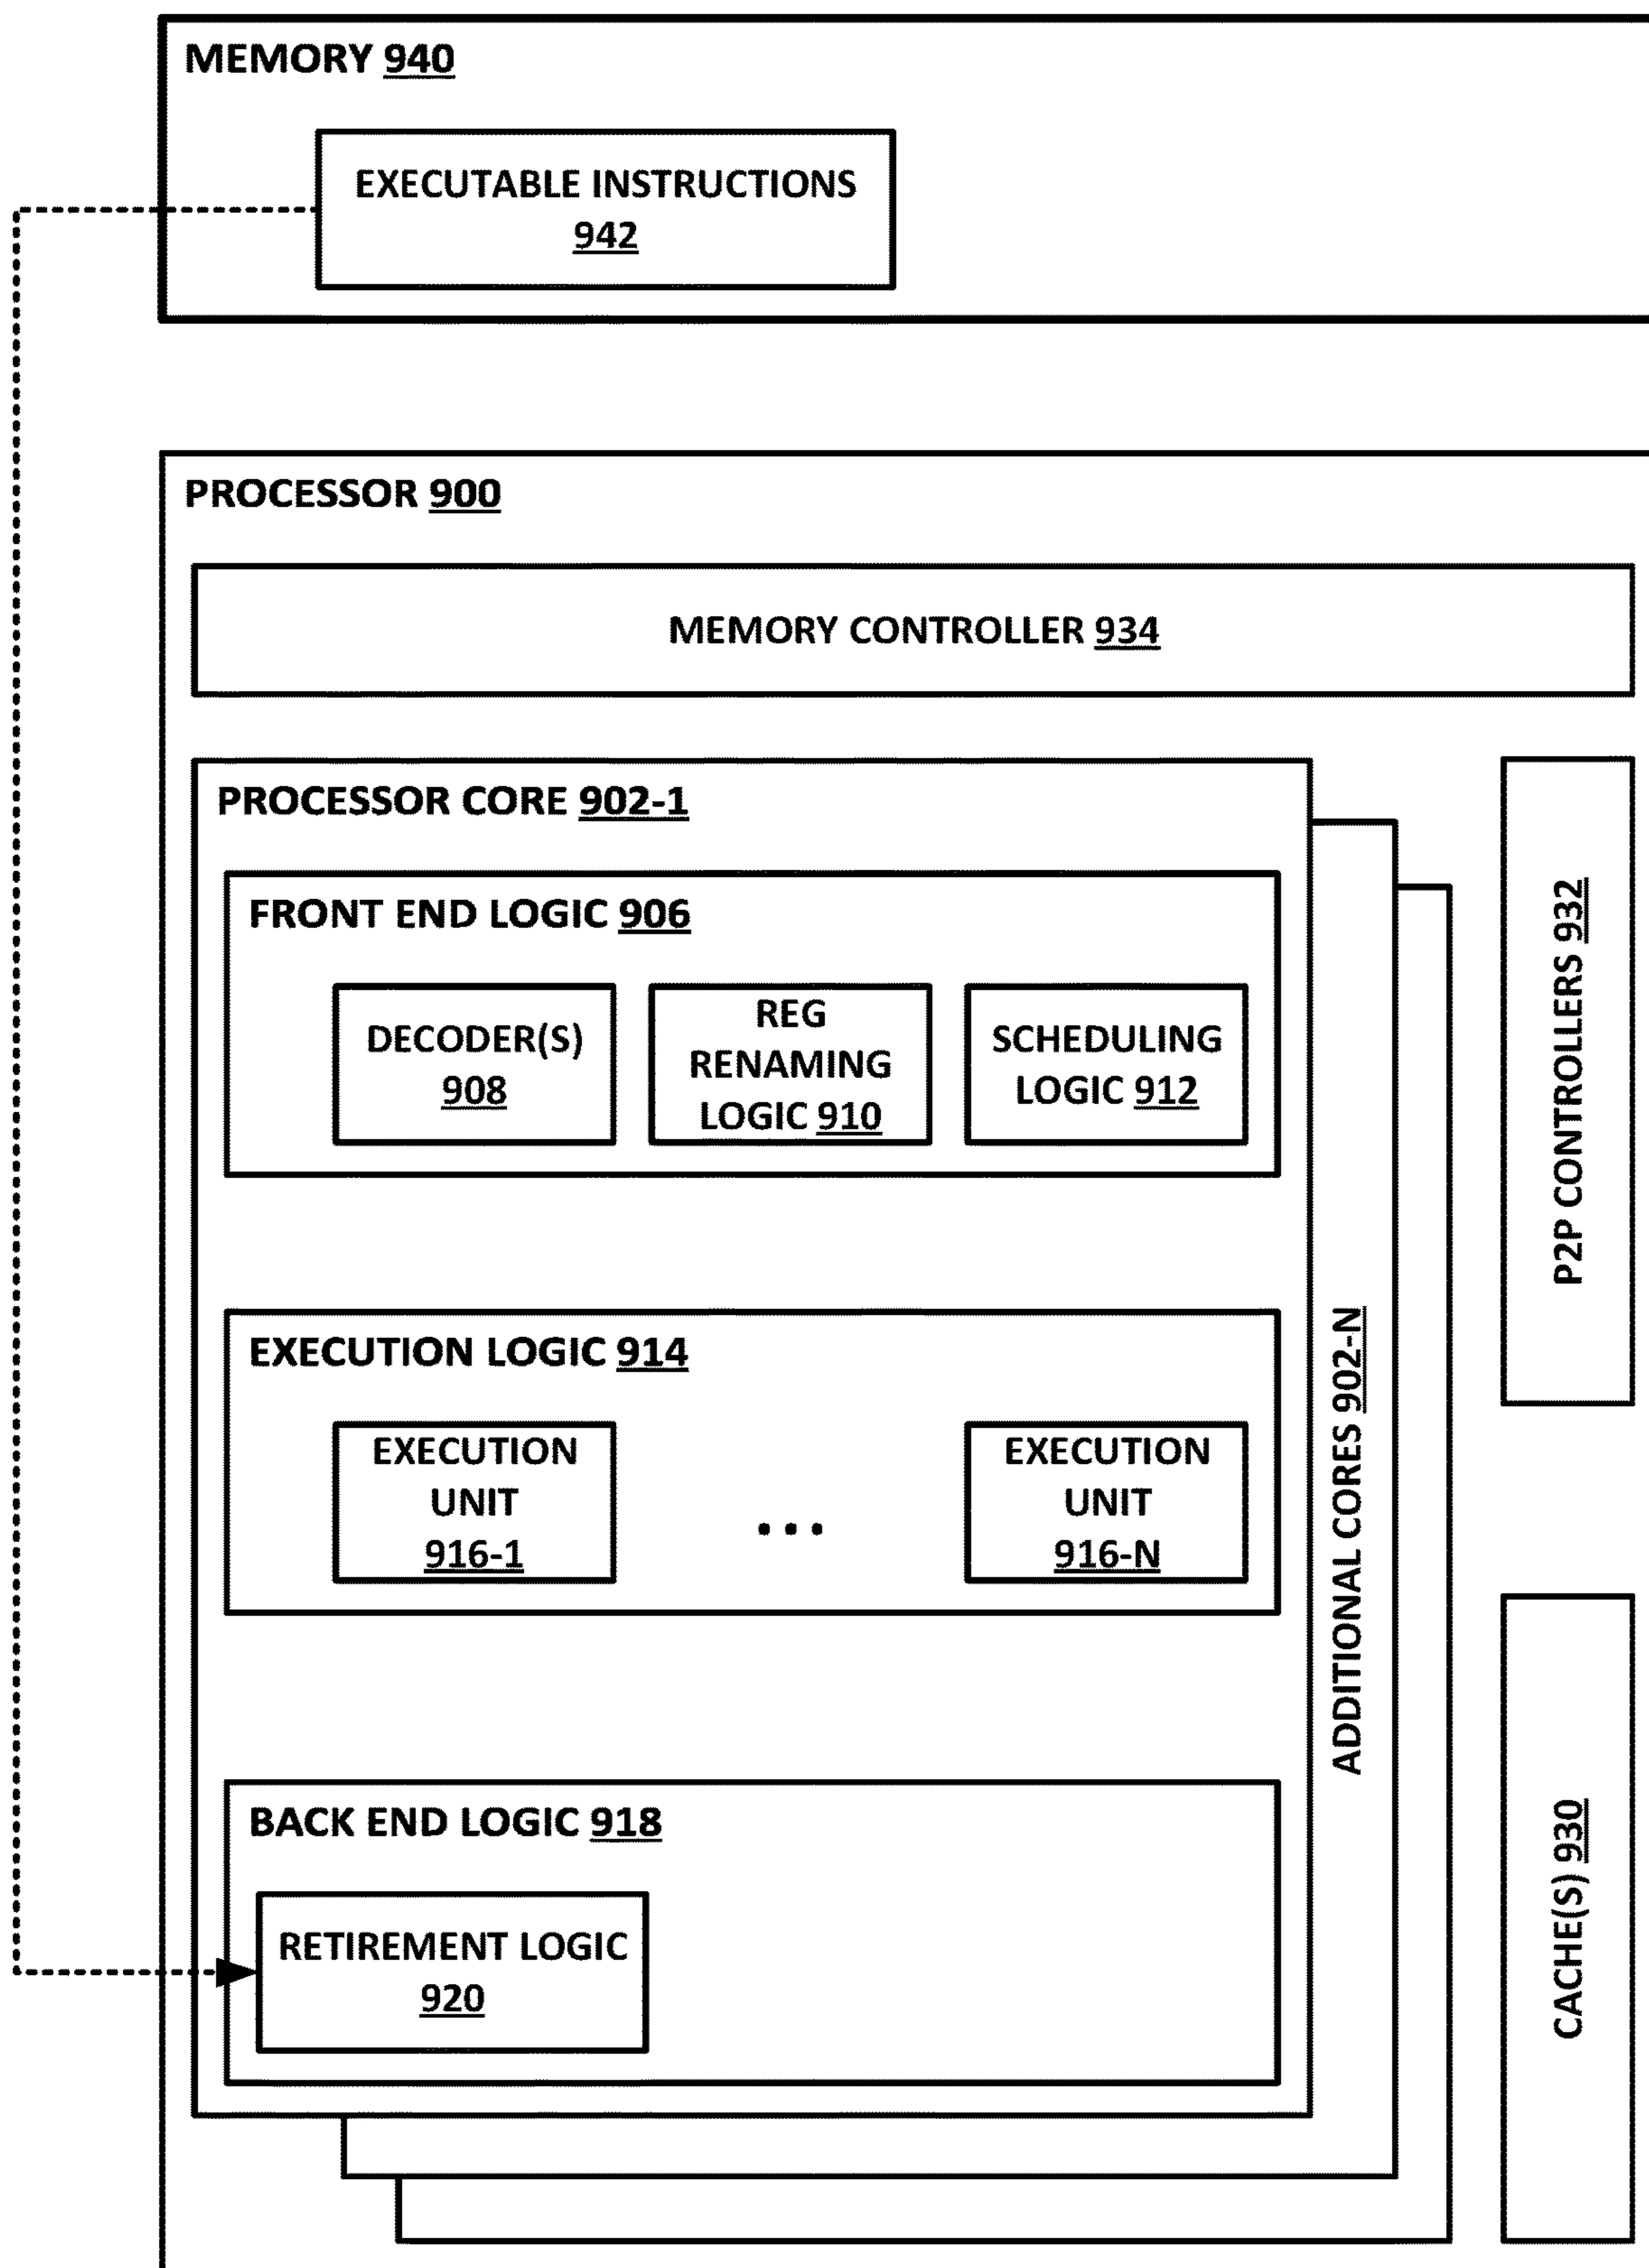 MEMORY 940
EXECUTABLE INSTRUCTIONS
942
PROCESSOR 900
MEMORY CONTROLLER 934
PROCESSOR CORE 902-1
FRONT END LOGIC 906
DECODER(S)
908
REG
RENAMING
LOGIC 910
SCHEDULING
LOGIC 912
EXECUTION LOGIC 914
EXECUTION
UNIT
916-1
...
EXECUTION
UNIT
916-N
BACK END LOGIC 918
RETIREMENT LOGIC
920
ADDITIONAL CORES 902-N
P2P CONTROLLERS 932
CACHE(S) 930